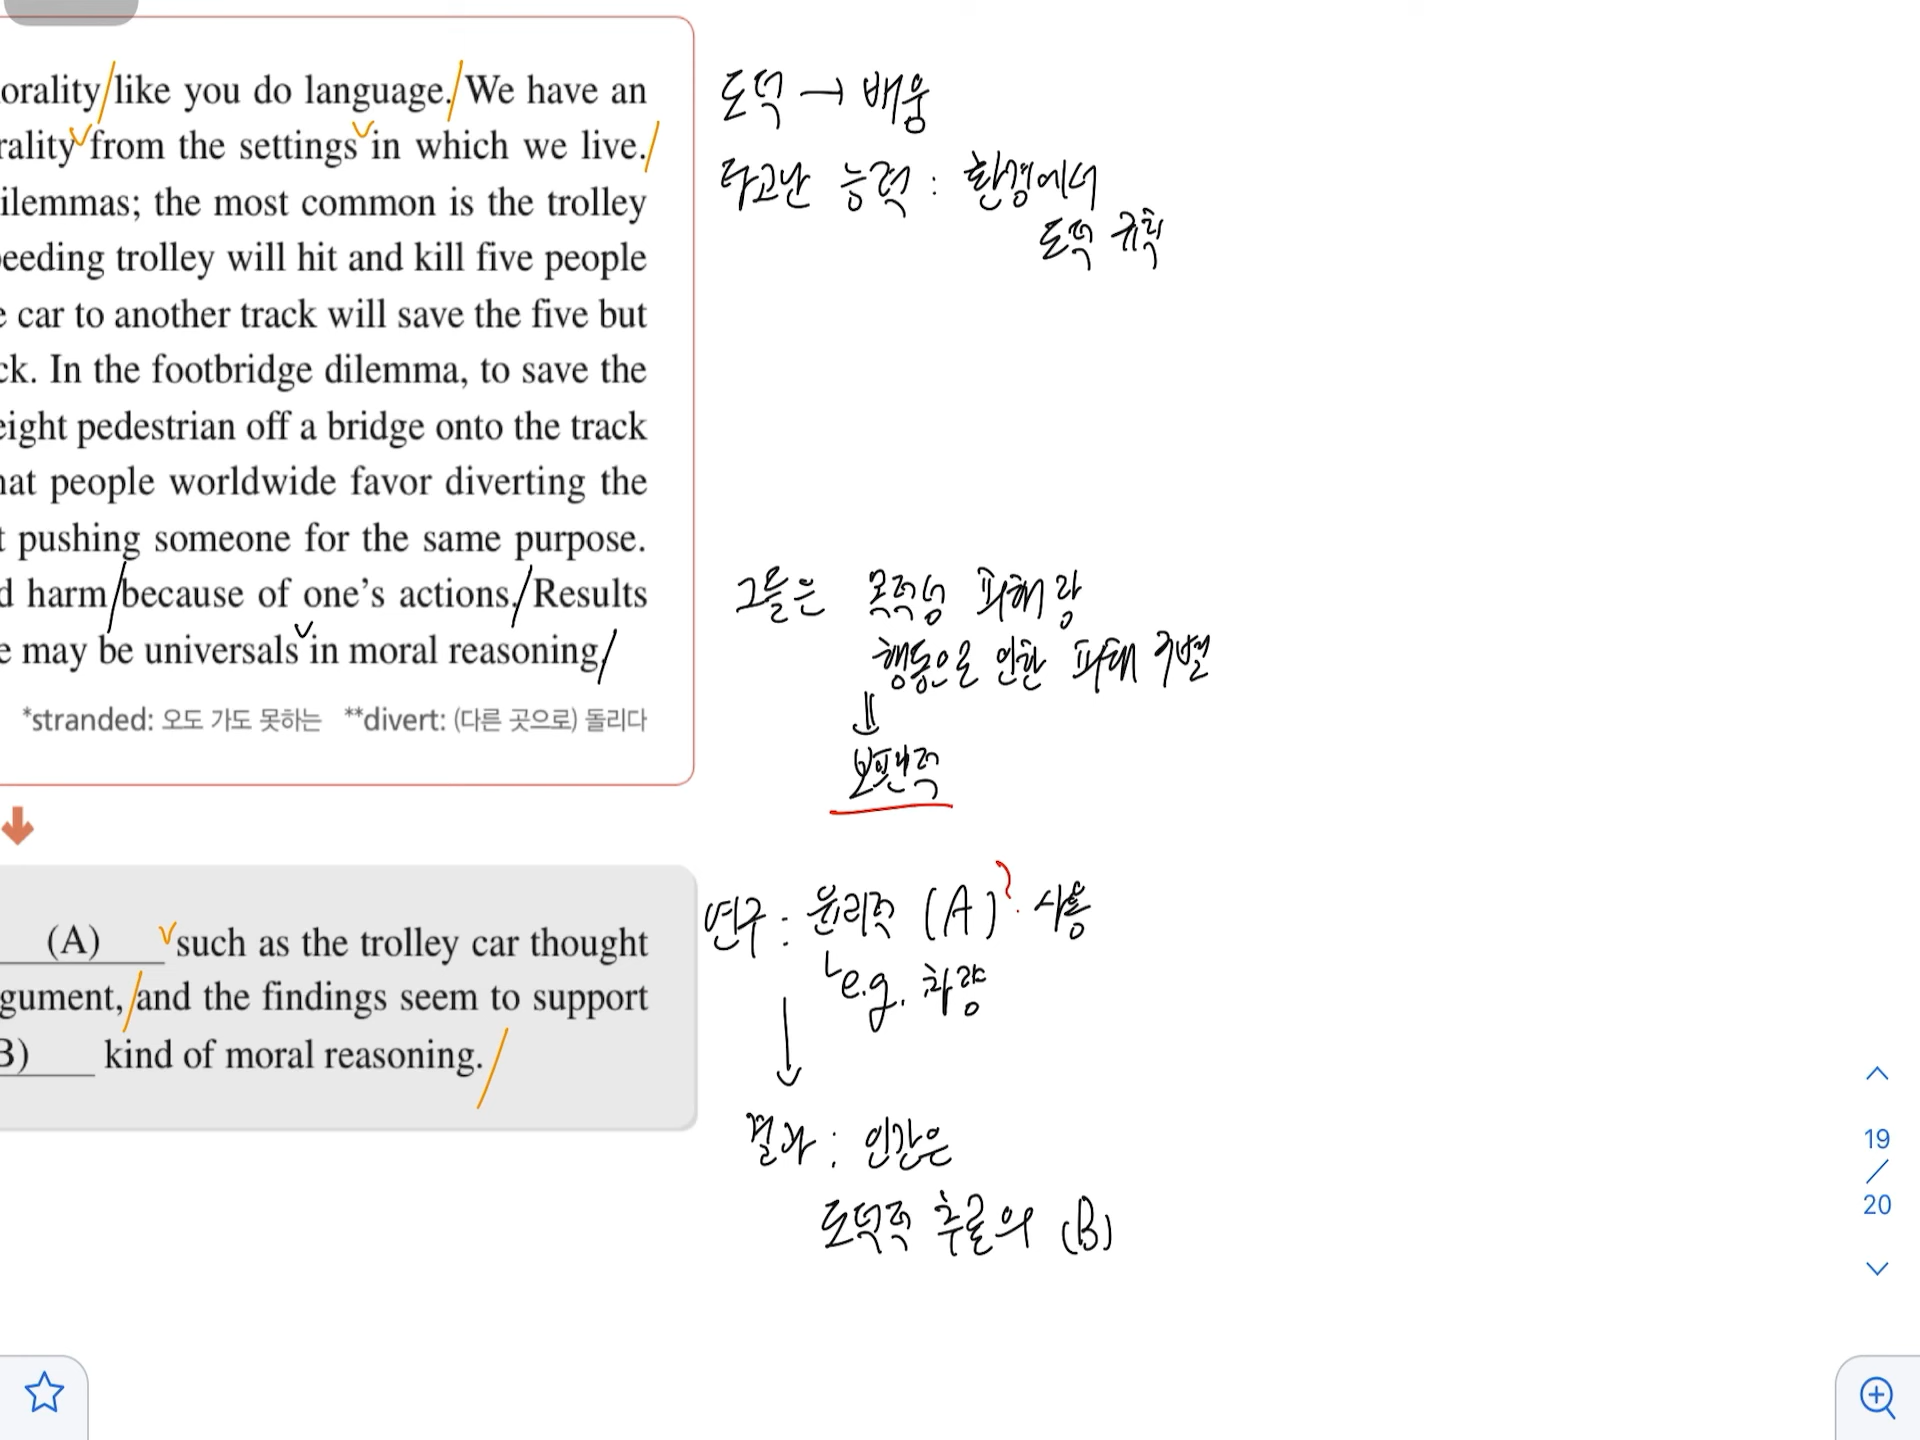 orality like you do language. We have an
rality from the settings in which we live.
ilemmas; the most common is the trolley
eeding trolley will hit and kill five people
e car to another track will save the five but
ck. In the footbridge dilemma, to save the
eight pedestrian off a bridge onto the track
hat people worldwide favor diverting the
t pushing someone for the same purpose.
d harm because of one's actions. Results
e may be universals in moral reasoning
*stranded: 오도 가도 못하는 **divert: (다른 곳으로) 돌리다
도덕 → 배움
타고난 능력 : 환경에서
도덕 규칙
그들은 목적성 피해랑
행동으로 인한 피해 구별
⇓
보편적
(A) such as the trolley car thought
gument, and the findings seem to support
B) kind of moral reasoning.
연구 : 윤리적 (A)? 사용
e.g. 차량
↓
결과 : 인간은
도덕적 추론의 (B)
19
/
20